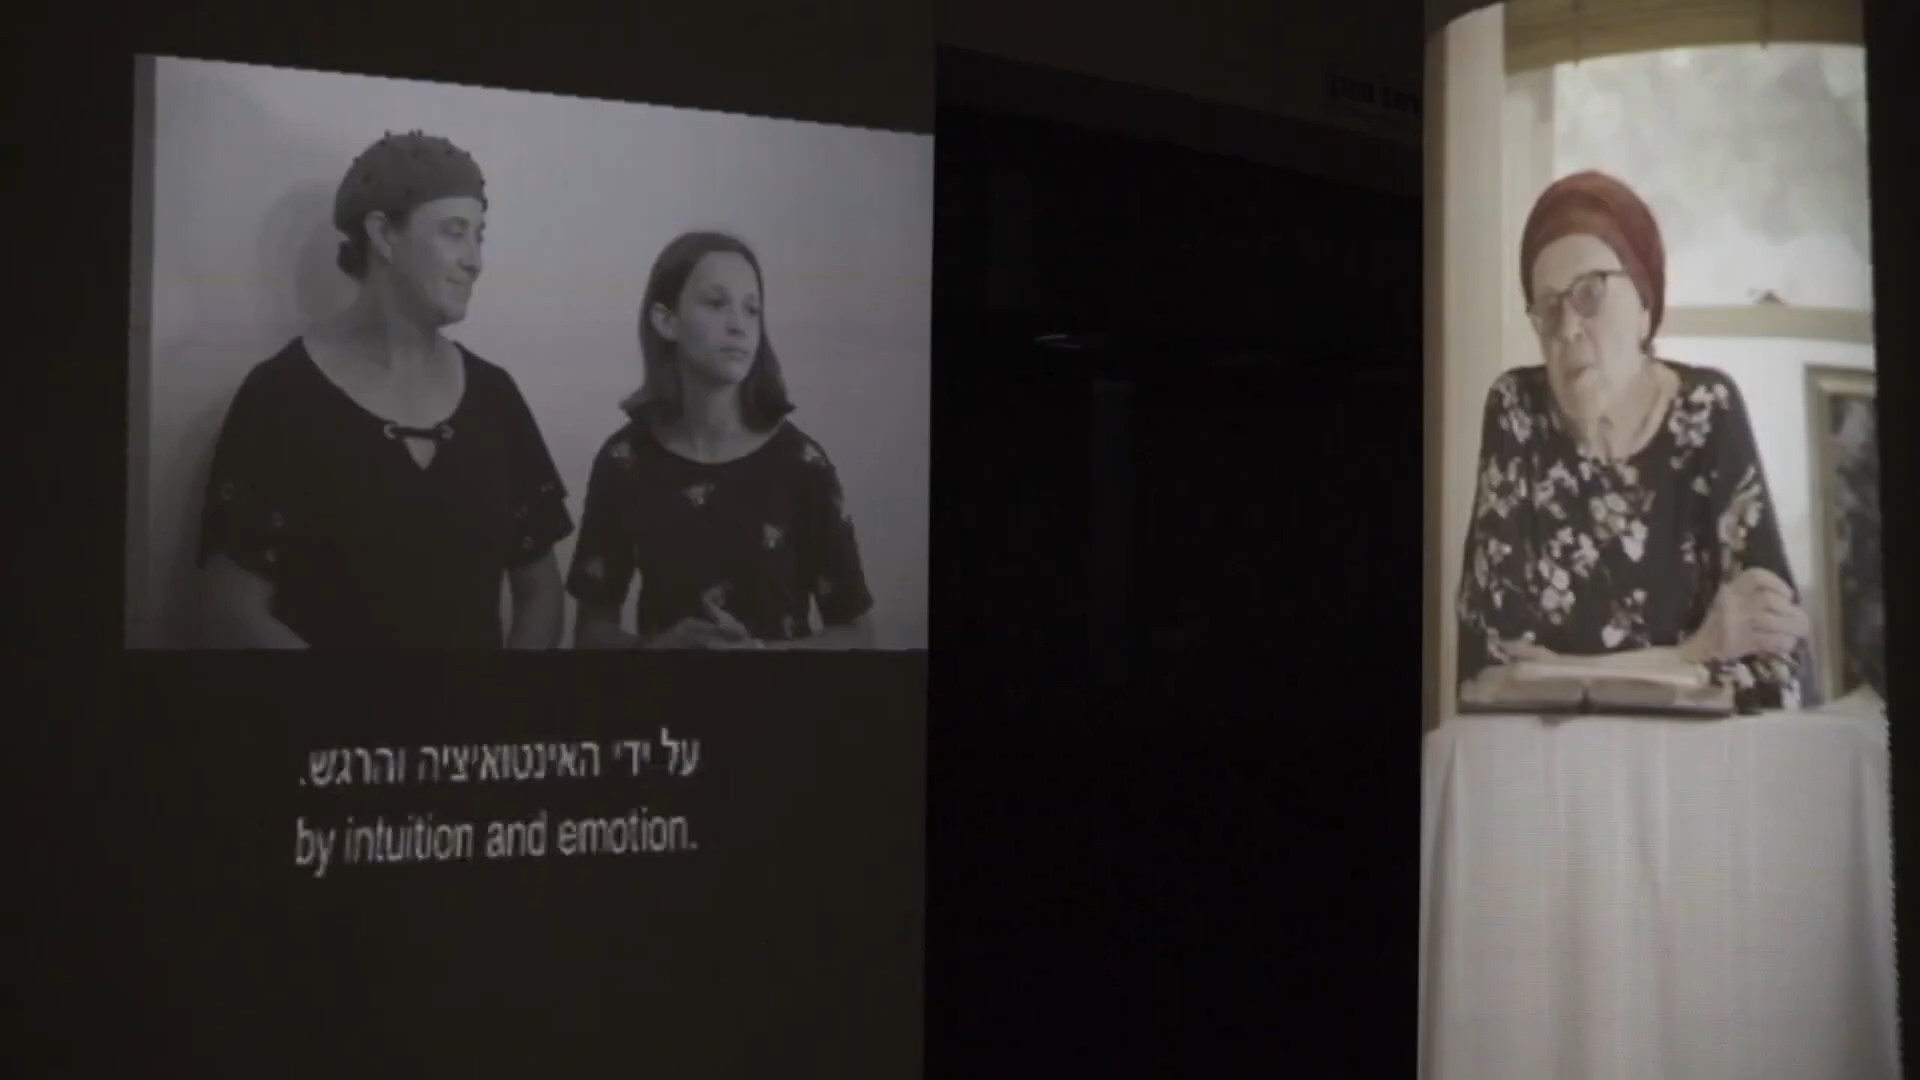 על ידי האינטואיציה והרגש.
by intuition and emotion.